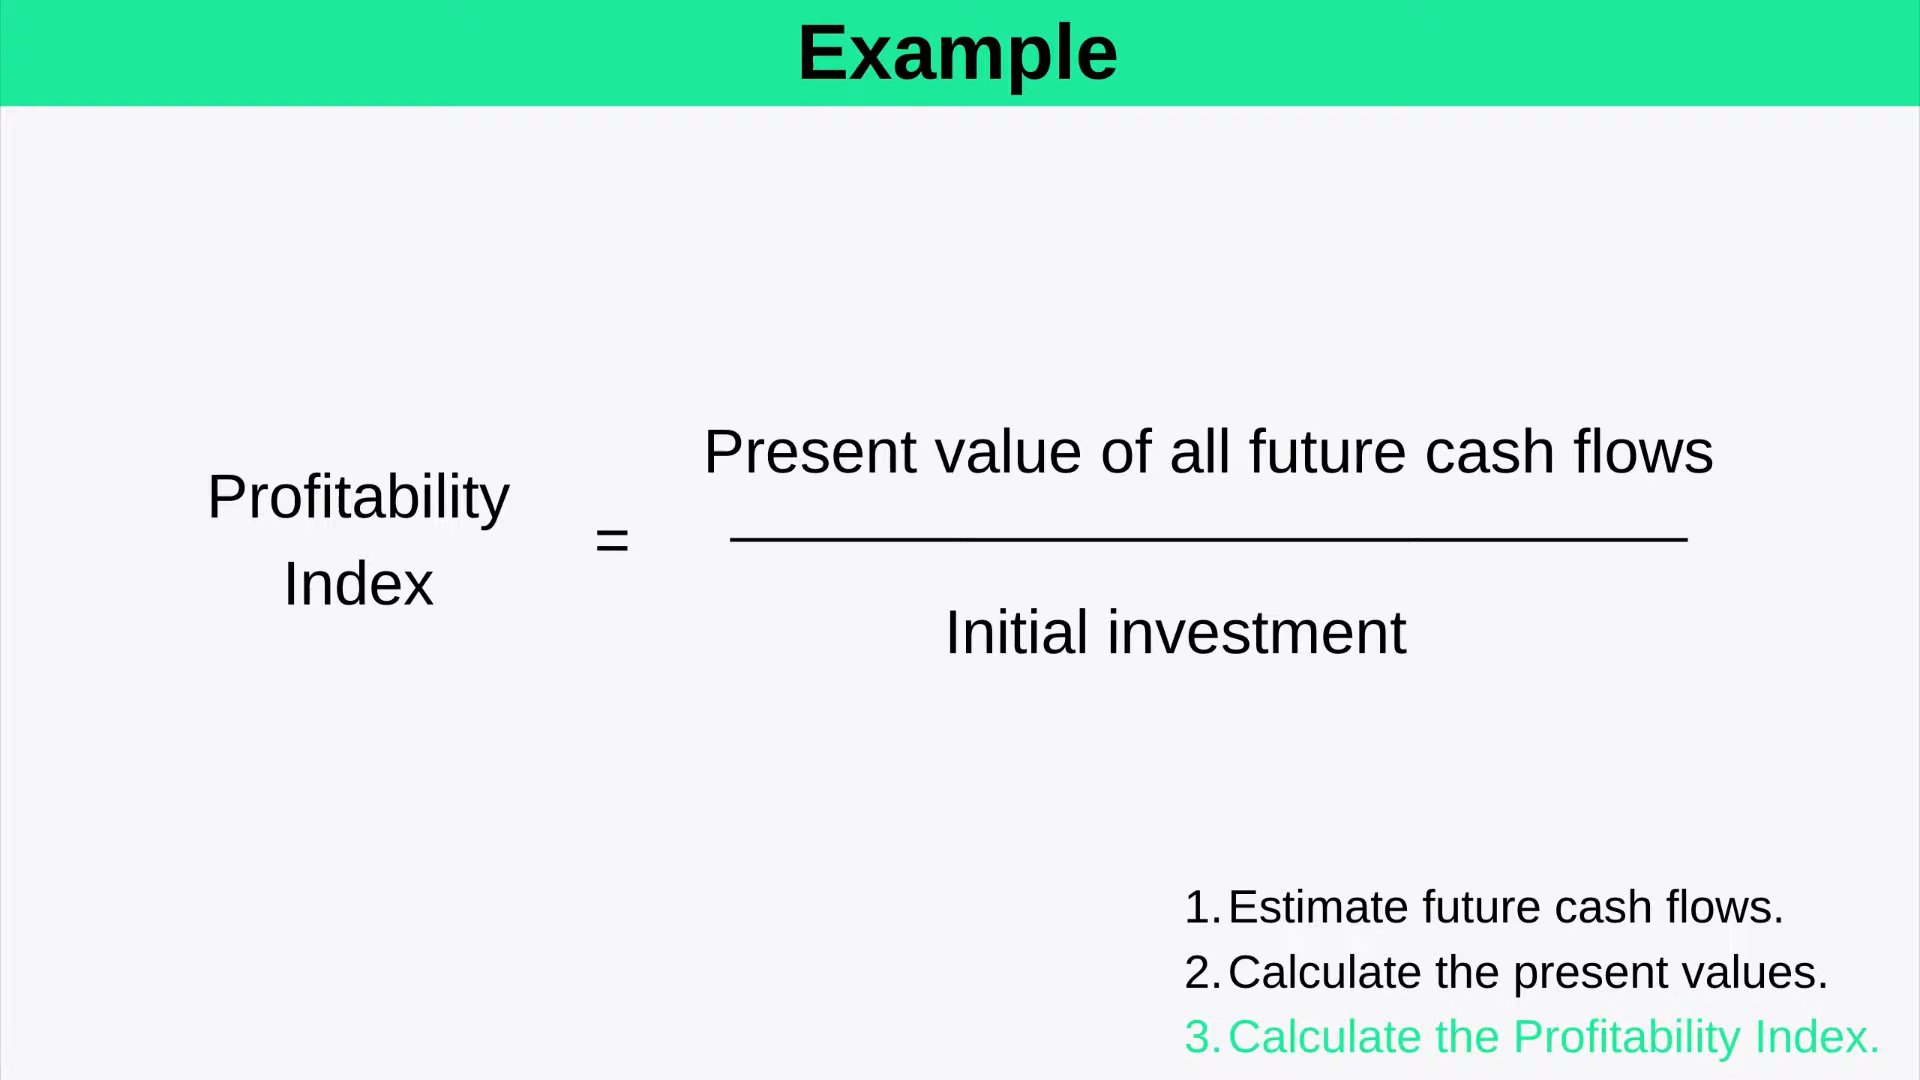 Example
Profitability
Index
=
Present value of all future cash flows
Initial investment
1. Estimate future cash flows.
2. Calculate the present values.
3. Calculate the Profitability Index.